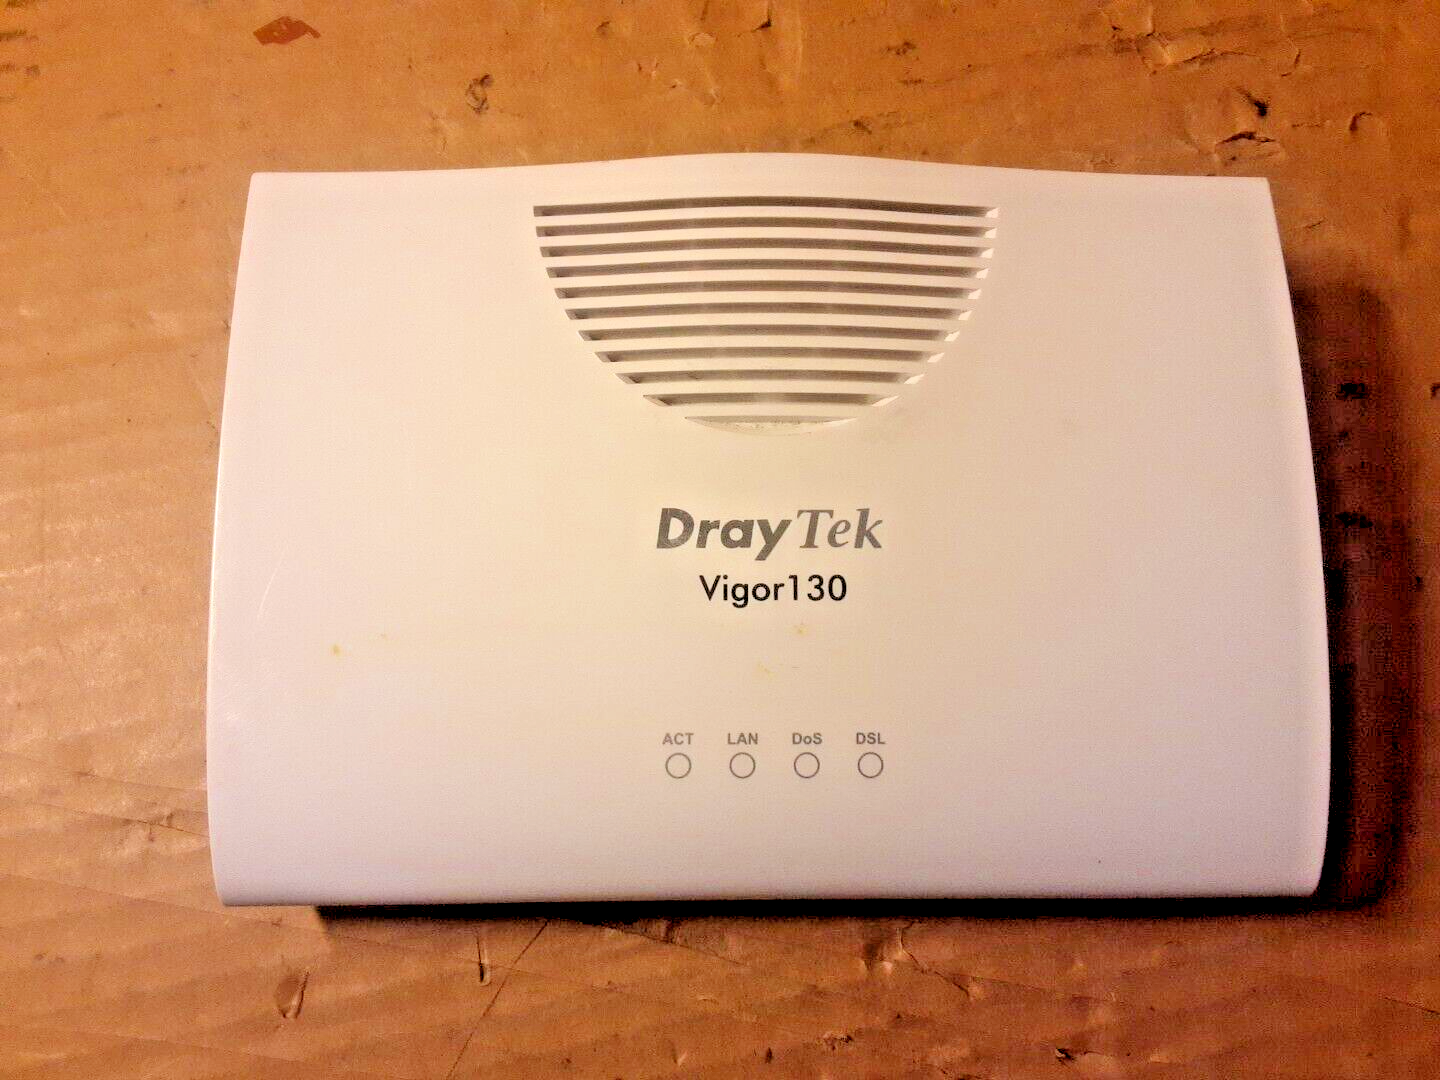 DrayTek
Vigor130
ACT LAN DoS DSL